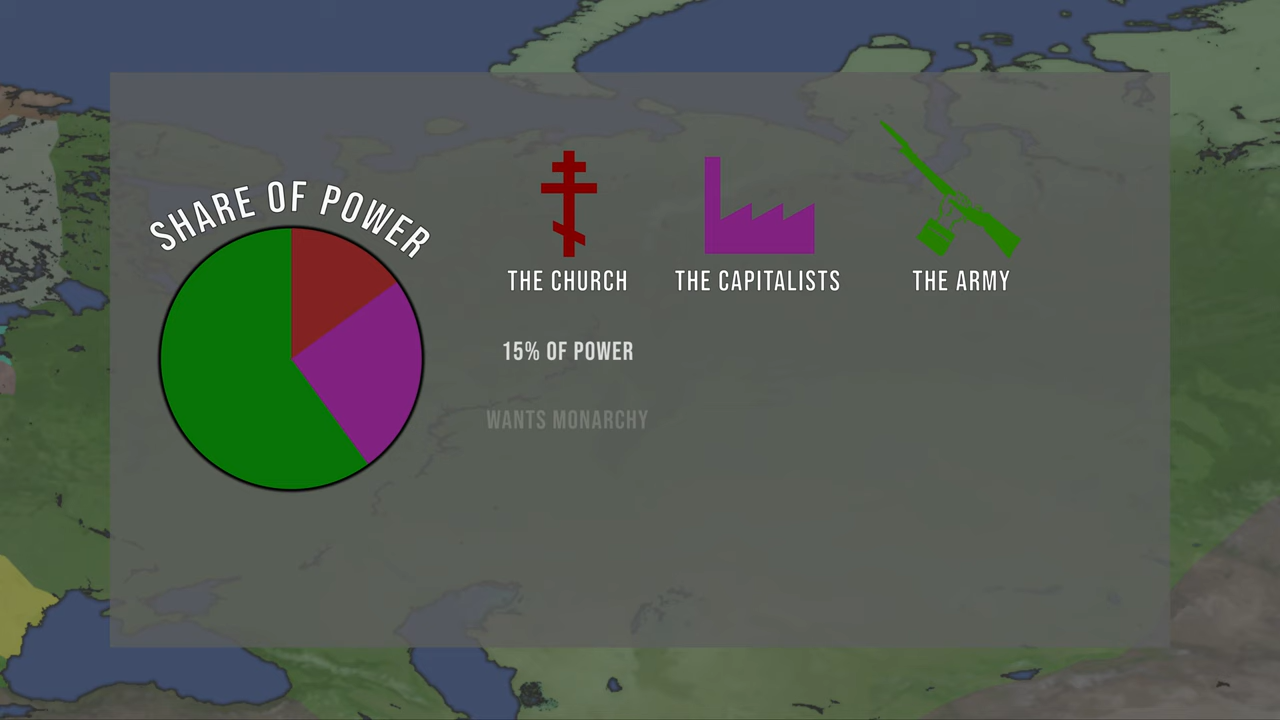 SHARE OF POWER
THE CHURCH
THE CAPITALISTS
THE ARMY
15% OF POWER
WANTS MONARCHY